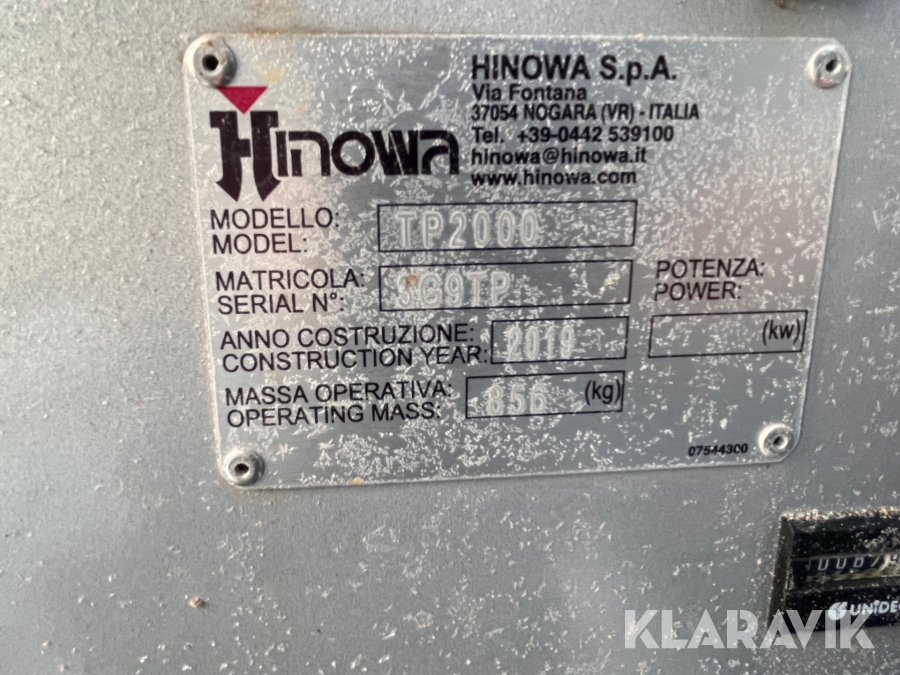 HINOWA S.p.A.
Via Fontana
37054 NOGARA (VR) - ITALIA
Tel. +39-0442 539100
hinowa@hinowa.it
www.hinowa.com
HINOWA
MODELLO: TP2000
MODEL:
MATRICOLA:
SERIAL N°:
POTENZA:
POWER:
(kw)
ANNO COSTRUZIONE: 2019
CONSTRUCTION YEAR:
MASSA OPERATIVA: 856 (kg)
OPERATING MASS:
07544300
KLARAVIK